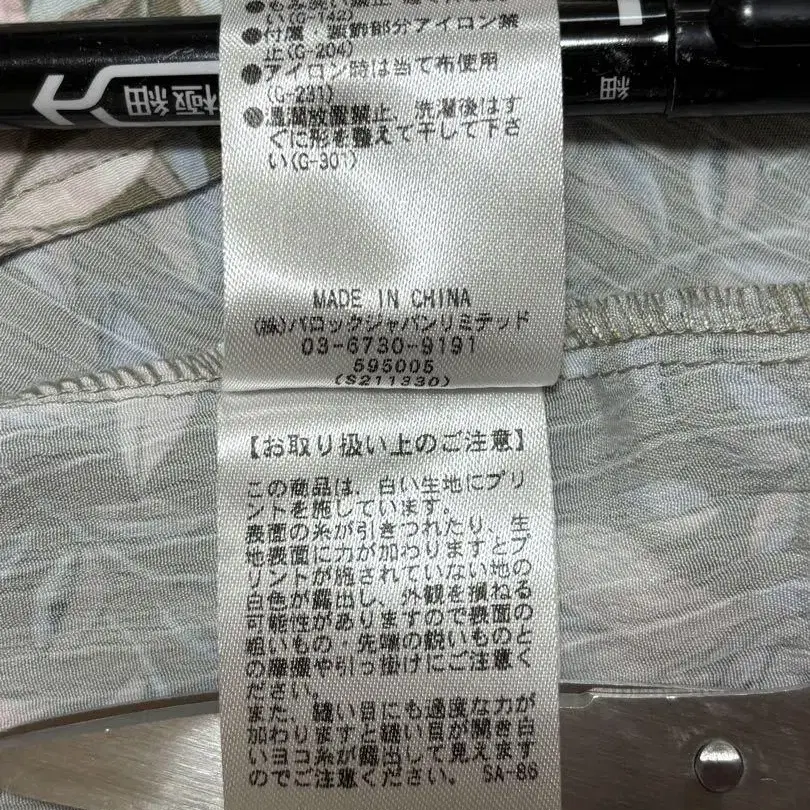 い(G-142)
●付属・装飾部分アイロン禁
止(G-204)
●アイロン時は当て布使用
(G-231)
●湿潤放置禁止、洗濯後はす
ぐに形を整えて干して下さ
い(G-301)
MADE IN CHINA
(株)バロックジャパンリミテッド
03-6730-9191
595005
(S211330)
【お取り扱い上のご注意】
この商品は、白い生地にプリ
ントを施しています。
表面の糸が引きつれたり、生
地表面に力が加わりますとプ
リントが施されていない地の
白色が露出し、外観を損ねる
可能性がありますので表面の
粗いもの・先端の鋭いものと
の摩擦や引っ掛けにご注意く
ださい。
また、縫い目にも過度な力が
加わりますと縫い目が開き白
いヨコ糸が露出して見えます
のでご注意ください。 SA-86
極細
細